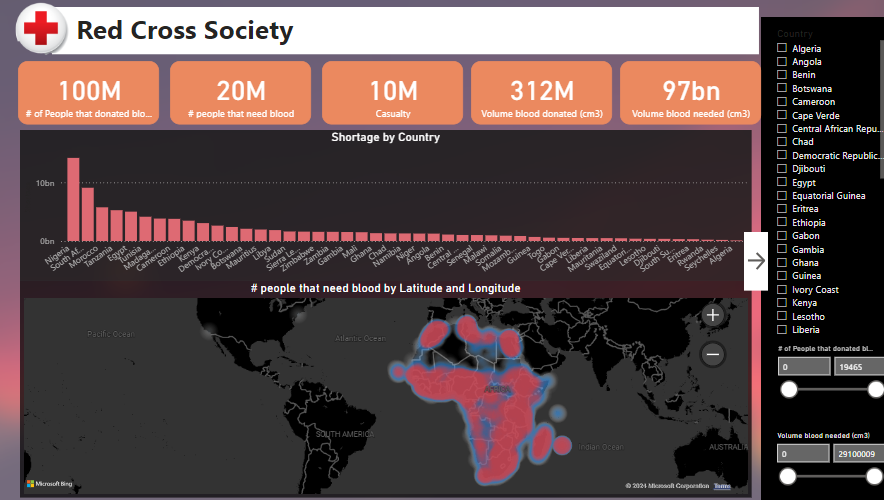 Red Cross Society
100M
# of People that donated blo...
20M
# people that need blood
10M
Casualty
312M
Volume blood donated (cm3)
97bn
Volume blood needed (cm3)
Shortage by Country
10bn
0bn
Nigeria
South Af...
Morocco
Tanzania
Egypt
Tunisia
Madaga...
Cameroon
Ethiopia
Kenya
Democra...
Ivory Co...
Botswana
Mauritius
Libya
Sudan
Sierra Le...
Zimbabwe
Zambia
Gambia
Mali
Ghana
Chad
Namibia
Niger
Angola
Benin
Central ...
Senegal
Malawi
Somalia
Mozamb...
Guinea
Togo
Gabon
Cape Ver...
Liberia
Mauritania
Swaziland
Equatori...
Lesotho
Djibouti
South Su...
Eritrea
Rwanda
Seychelles
Algeria
# people that need blood by Latitude and Longitude
Pacific Ocean
Atlantic Ocean
SOUTH AMERICA
Indian Ocean
AUSTRALIA
Microsoft Bing
© 2024 Microsoft Corporation Terms
Country
Algeria
Angola
Benin
Botswana
Cameroon
Cape Verde
Central African Repu...
Chad
Democratic Republic...
Djibouti
Egypt
Equatorial Guinea
Eritrea
Ethiopia
Gabon
Gambia
Ghana
Guinea
Ivory Coast
Kenya
Lesotho
Liberia
# of People that donated bl...
0
19465
Volume blood needed (cm3)
0
29100009